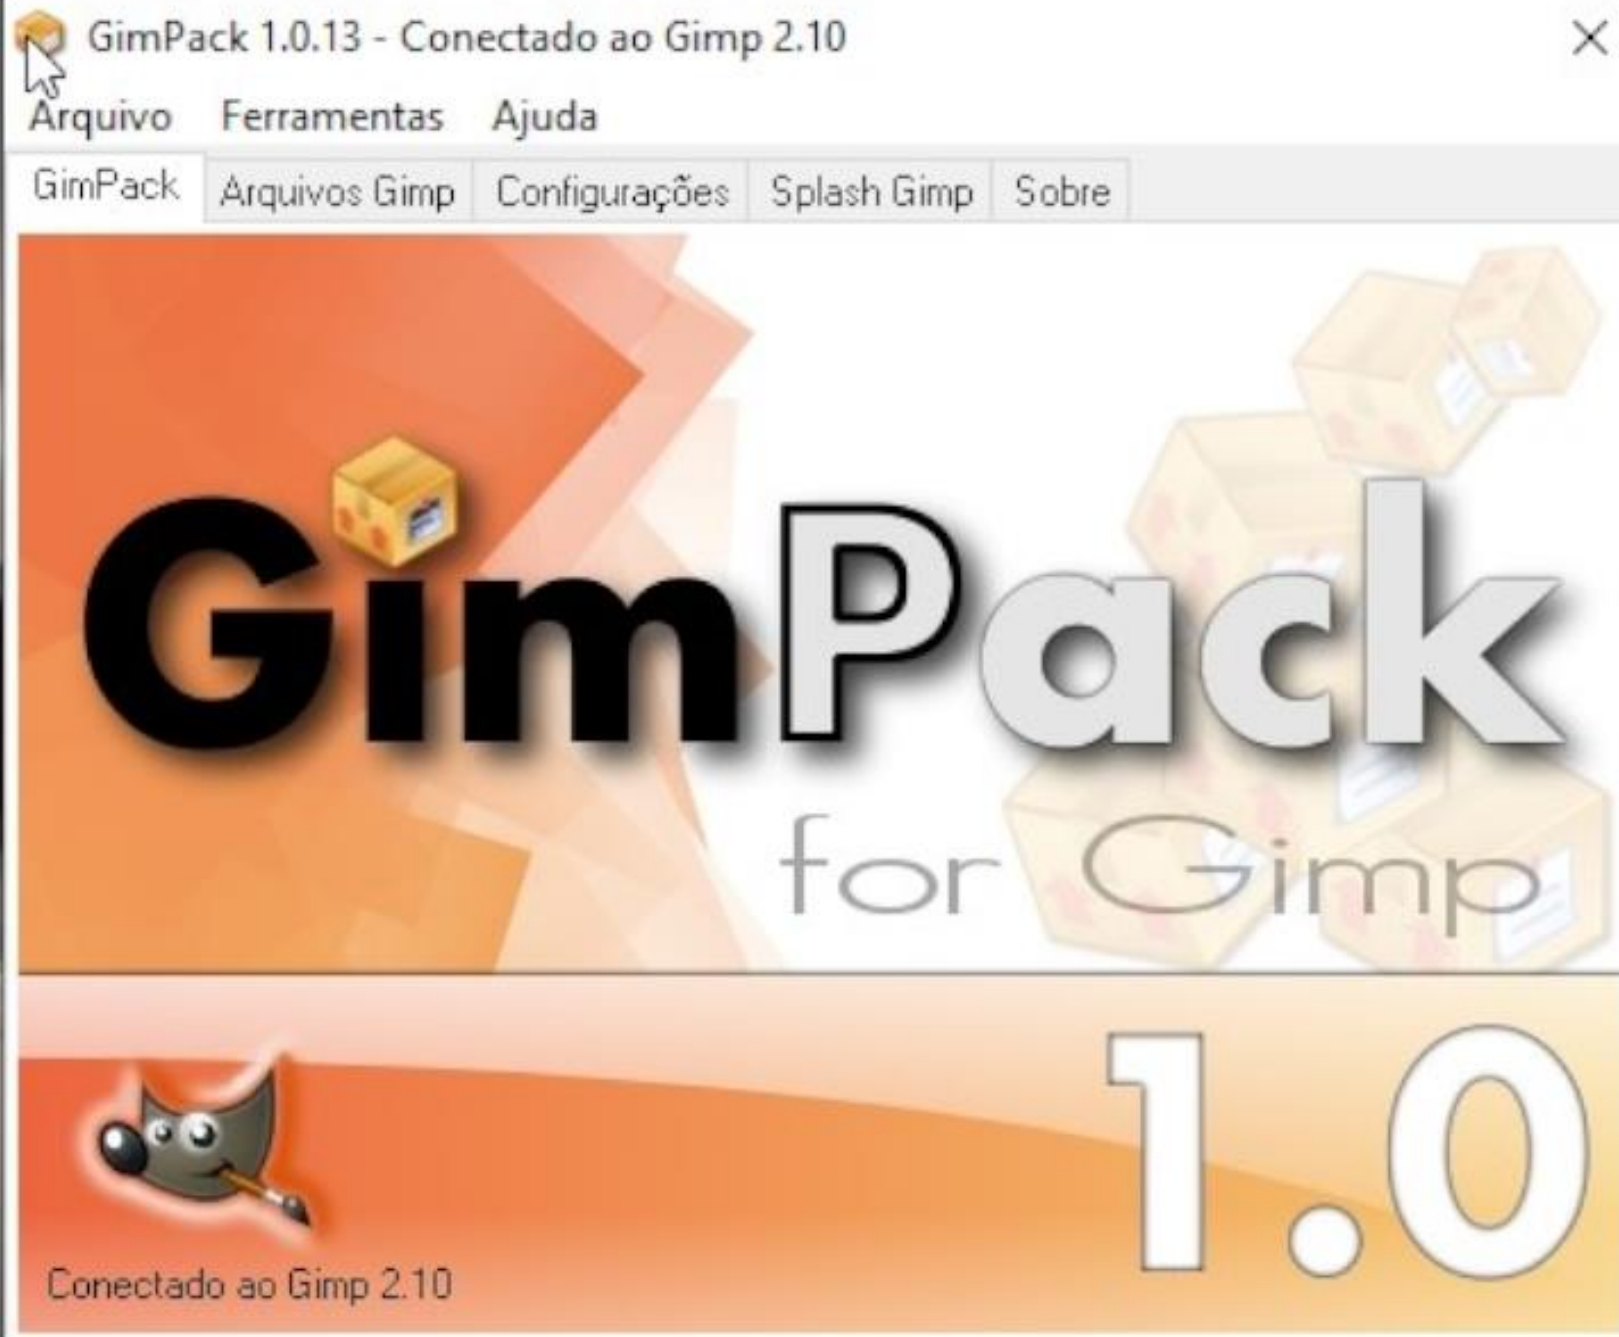 GimPack 1.0.13 - Conectado ao Gimp 2.10
Arquivo Ferramentas Ajuda
GimPack Arquivos Gimp Configurações Splash Gimp Sobre
GimPack
for Gimp
1.0
Conectado ao Gimp 2.10